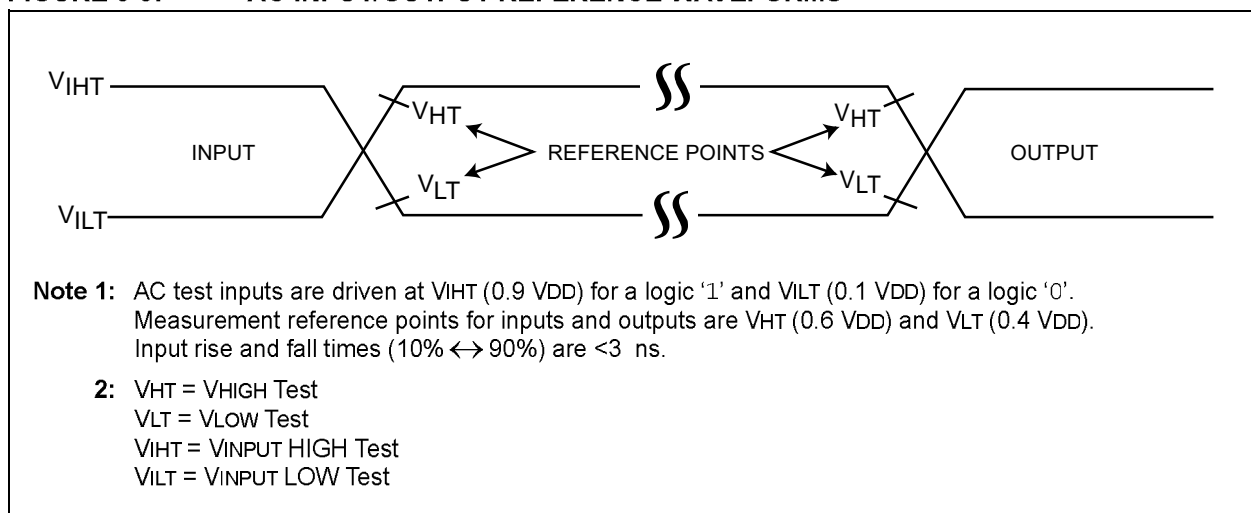 VIHT
VHT
VHT
INPUT
REFERENCE POINTS
OUTPUT
VLT
VLT
VILT
Note 1: AC test inputs are driven at VIHT (0.9 VDD) for a logic ‘1’ and VILT (0.1 VDD) for a logic ‘0’.
Measurement reference points for inputs and outputs are VHT (0.6 VDD) and VLT (0.4 VDD).
Input rise and fall times (10% ↔ 90%) are <3 ns.
2: VHT = VHIGH Test
VLT = VLOW Test
VIHT = VINPUT HIGH Test
VILT = VINPUT LOW Test